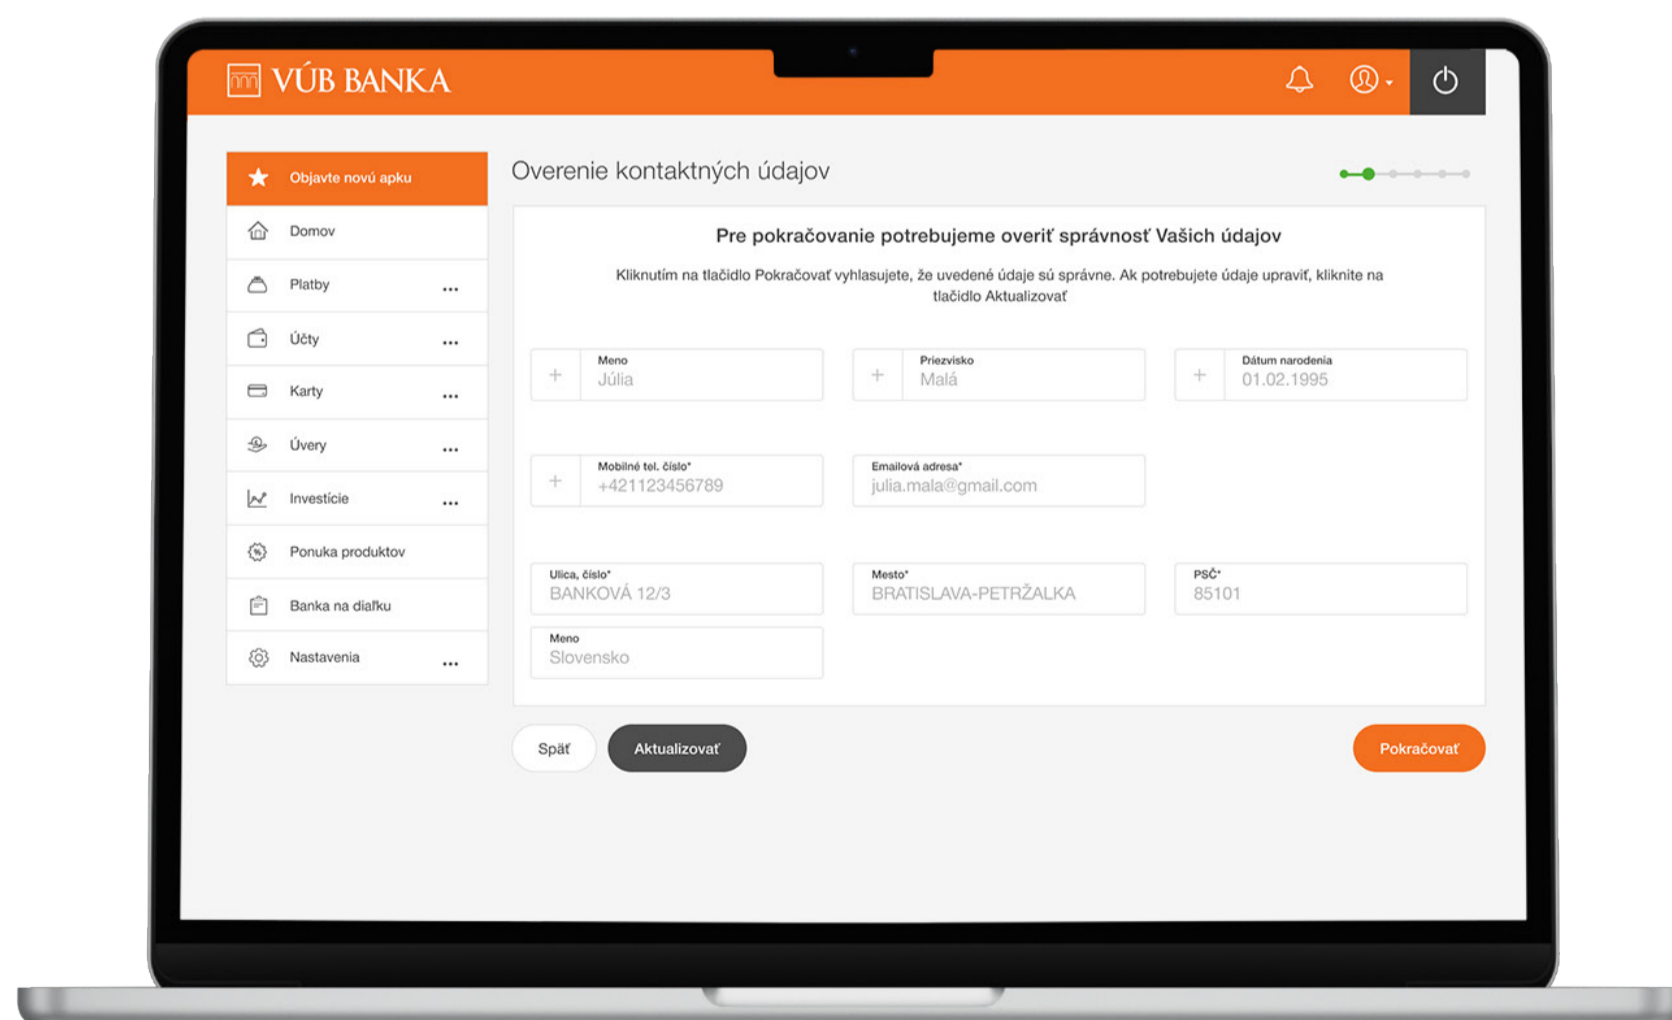 VÚB BANKA
Objavte novú apku
Domov
Platby
Účty
Karty
Úvery
Investície
Ponuka produktov
Banka na diaľku
Nastavenia
Overenie kontaktných údajov
Pre pokračovanie potrebujeme overiť správnosť Vašich údajov
Kliknutím na tlačidlo Pokračovať vyhlasujete, že uvedené údaje sú správne. Ak potrebujete údaje upraviť, kliknite na
tlačidlo Aktualizovať
Meno
Júlia
Priezvisko
Malá
Dátum narodenia
01.02.1995
Mobilné tel. číslo*
+421123456789
Emailová adresa*
julia.mala@gmail.com
Ulica, číslo*
BANKOVÁ 12/3
Mesto*
BRATISLAVA-PETRŽALKA
PSČ*
85101
Meno
Slovensko
Späť
Aktualizovať
Pokračovať